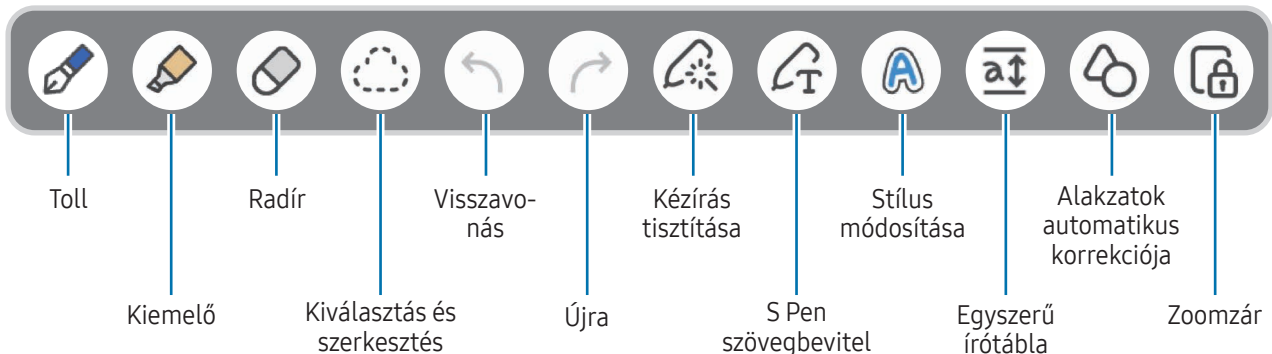 Toll
Radír
Visszavo-
nás
Kézírás
tisztítása
Stílus
módosítása
Alakzatok
automatikus
korrekciója
Kiemelő
Kiválasztás és
szerkesztés
Újra
S Pen
szövegbevitel
Egyszerű
írótábla
Zoomzár